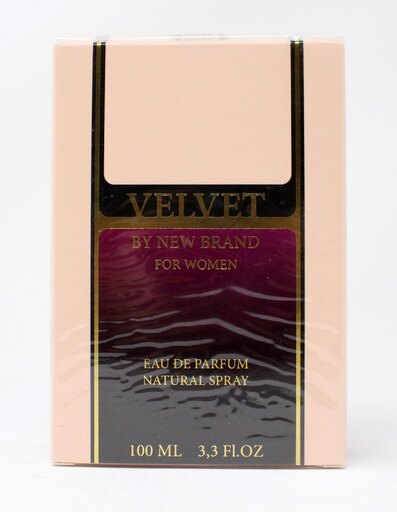 VELVET
BY NEW BRAND
FOR WOMEN
EAU DE PARFUM
NATURAL SPRAY
100 ML 3,3 Fl.OZ